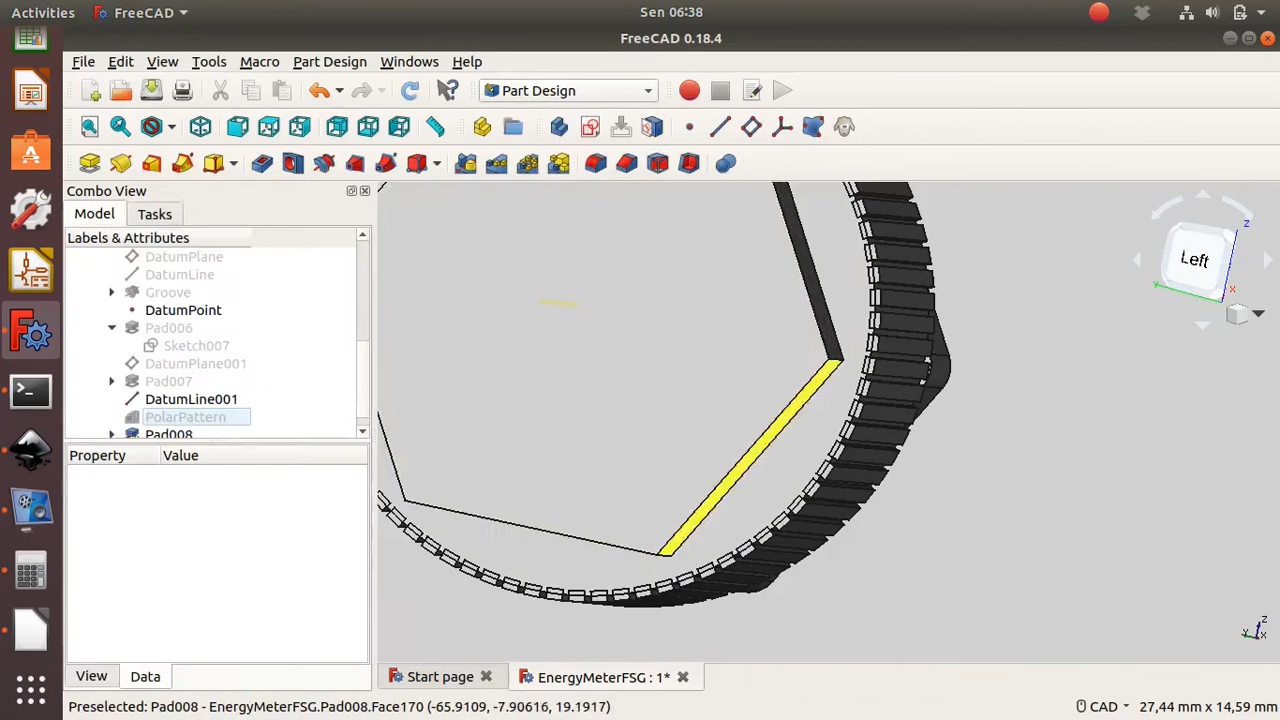 Activities FreeCAD Sen 06:38
FreeCAD 0.18.4
File Edit View Tools Macro Part Design Windows Help
Part Design
Combo View
Model Tasks
Labels & Attributes
DatumPlane
DatumLine
Groove
DatumPoint
Pad006
Sketch007
DatumPlane001
Pad007
DatumLine001
PolarPattern
Pad008
Property Value
View Data
Start page EnergyMeterFSG : 1*
Preselected: Pad008 - EnergyMeterFSG.Pad008.Face170 (-65.9109, -7.90616, 19.1917) CAD 27,44 mm x 14,59 mm
Left
z
x
Y
Z
Y
x